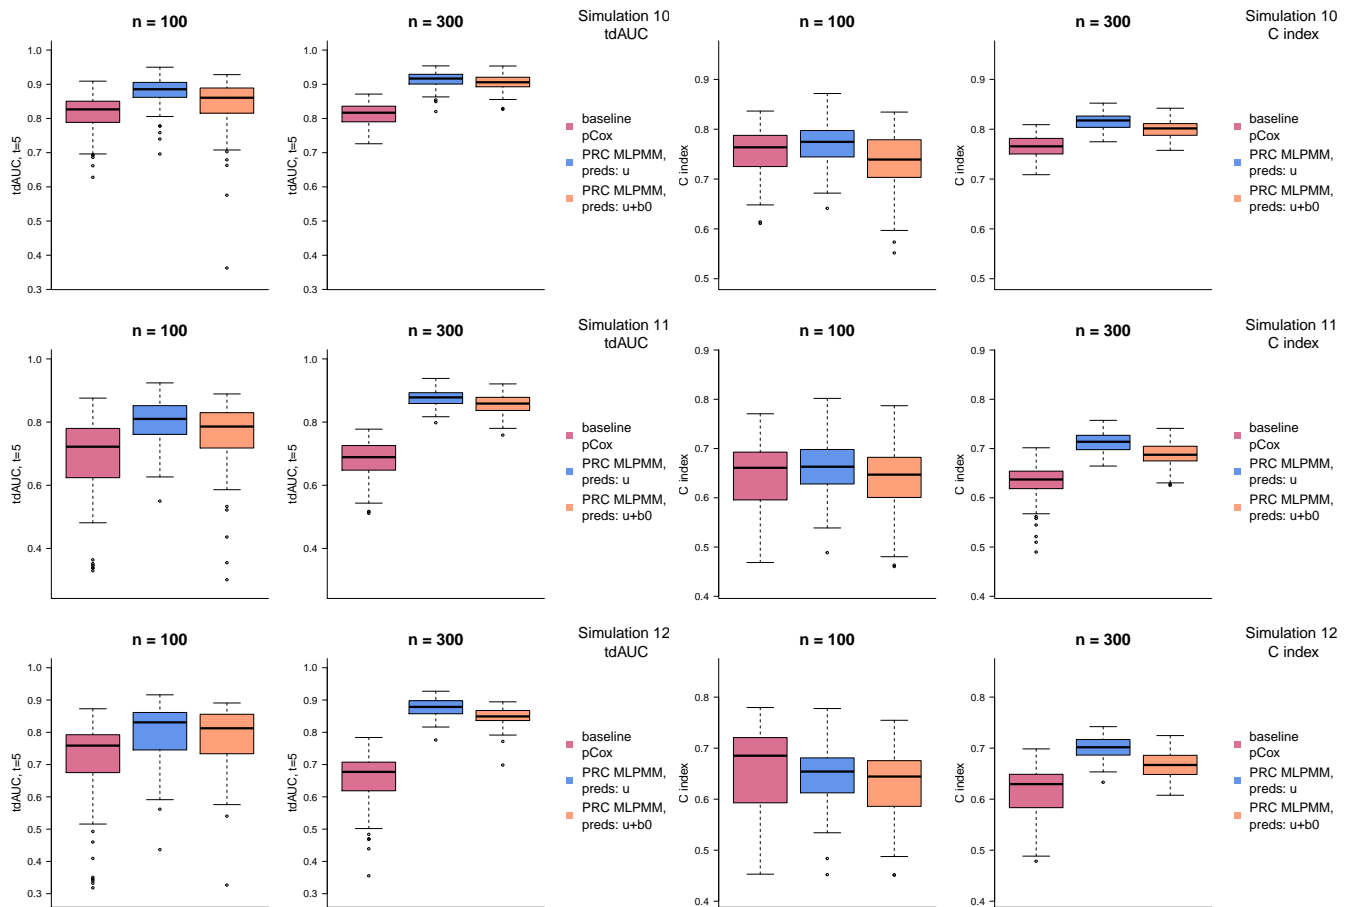 n = 100
n = 300
Simulation 10
tdAUC
n = 100
n = 300
Simulation 10
C index
tdAUC, t=5
1.0
0.9
0.8
0.7
0.6
0.5
0.4
0.3
tdAUC, t=5
1.0
0.9
0.8
0.7
0.6
0.5
0.4
0.3
baseline
pCox
PRC MLPMM,
preds: u
PRC MLPMM,
preds: u+b0
C index
0.9
0.8
0.7
0.6
0.5
C index
0.9
0.8
0.7
0.6
0.5
baseline
pCox
PRC MLPMM,
preds: u
PRC MLPMM,
preds: u+b0
n = 100
n = 300
Simulation 11
tdAUC
n = 100
n = 300
Simulation 11
C index
tdAUC, t=5
1.0
0.8
0.6
0.4
tdAUC, t=5
1.0
0.8
0.6
0.4
baseline
pCox
PRC MLPMM,
preds: u
PRC MLPMM,
preds: u+b0
C index
0.9
0.8
0.7
0.6
0.5
0.4
C index
0.9
0.8
0.7
0.6
0.5
0.4
baseline
pCox
PRC MLPMM,
preds: u
PRC MLPMM,
preds: u+b0
n = 100
n = 300
Simulation 12
tdAUC
n = 100
n = 300
Simulation 12
C index
tdAUC, t=5
1.0
0.9
0.8
0.7
0.6
0.5
0.4
0.3
tdAUC, t=5
1.0
0.9
0.8
0.7
0.6
0.5
0.4
0.3
baseline
pCox
PRC MLPMM,
preds: u
PRC MLPMM,
preds: u+b0
C index
0.8
0.7
0.6
0.5
0.4
C index
0.8
0.7
0.6
0.5
0.4
baseline
pCox
PRC MLPMM,
preds: u
PRC MLPMM,
preds: u+b0